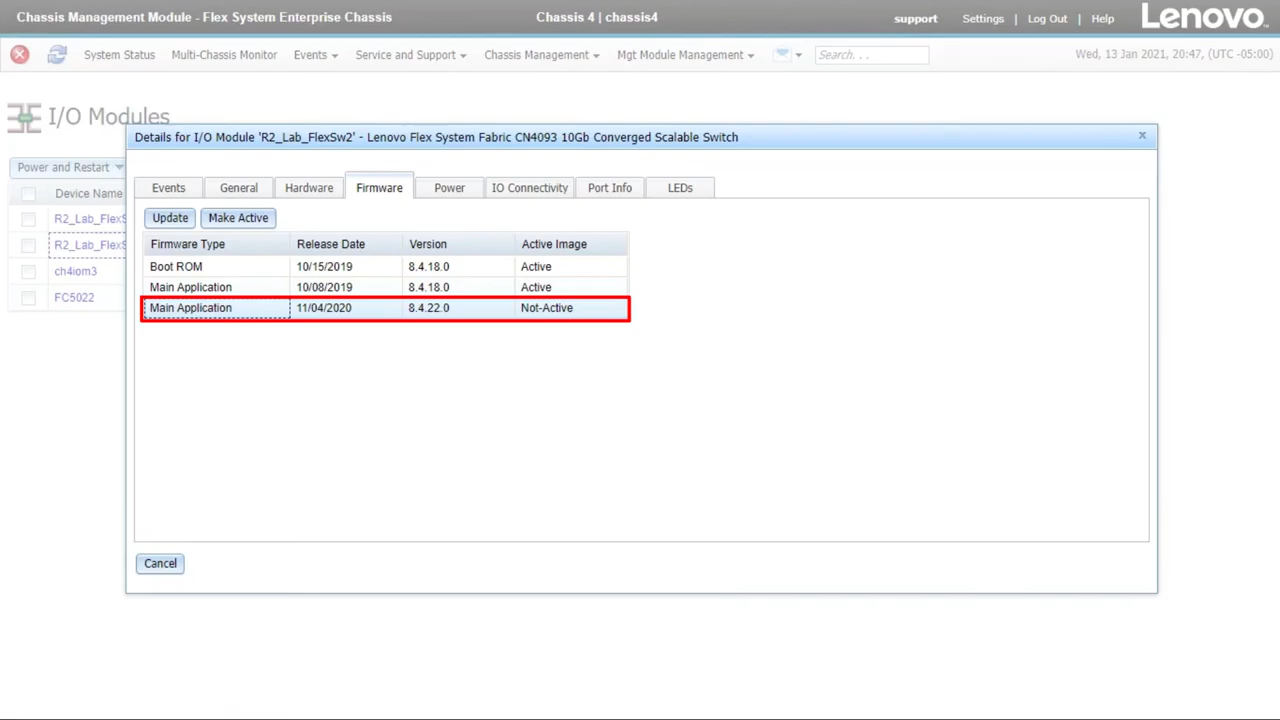 Chassis Management Module - Flex System Enterprise Chassis Chassis 4 | chassis4 support Settings | Log Out | Help Lenovo
System Status Multi-Chassis Monitor Events Service and Support Chassis Management Mgt Module Management Search. . . Wed, 13 Jan 2021, 20:47, (UTC -05:00)
I/O Modules
Details for I/O Module 'R2_Lab_FlexSw2' - Lenovo Flex System Fabric CN4093 10Gb Converged Scalable Switch x
Power and Restart
Events General Hardware Firmware Power IO Connectivity Port Info LEDs
Device Name
Update Make Active
R2_Lab_FlexS
Firmware Type Release Date Version Active Image
R2_Lab_FlexS
Boot ROM 10/15/2019 8.4.18.0 Active
ch4iom3
Main Application 10/08/2019 8.4.18.0 Active
FC5022
Main Application 11/04/2020 8.4.22.0 Not-Active
Cancel